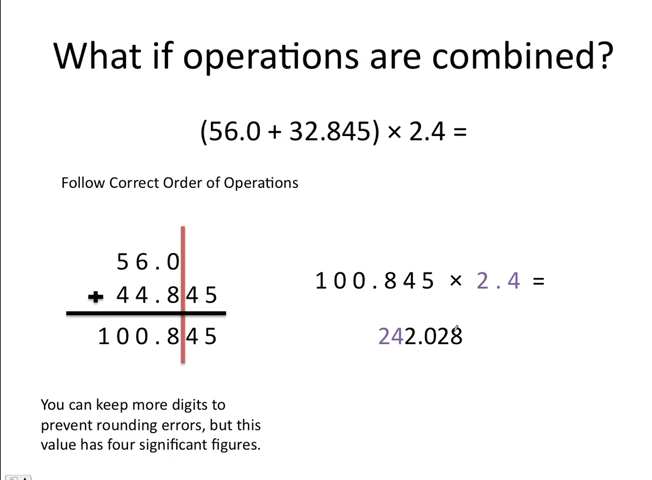 What if operations are combined?
(56.0 + 32.845) × 2.4 =
Follow Correct Order of Operations
56.0
+ 44.845
100.845
100.845 × 2.4 =
242.028
You can keep more digits to
prevent rounding errors, but this
value has four significant figures.